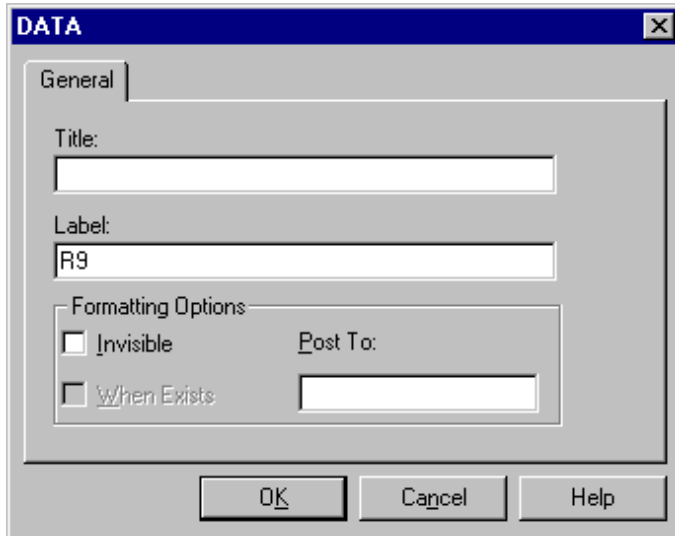 DATA
General
Title:
Label:
R9
Formatting Options
Invisible Post To:
When Exists
OK Cancel Help